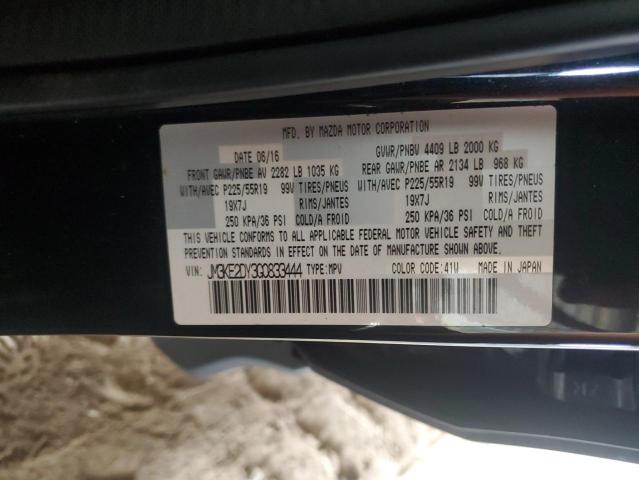 MFD. BY MAZDA MOTOR CORPORATION
DATE 06/16 GVWR/PNBV 4409 LB 2000 KG
FRONT GAWR/PNBE AV 2282 LB 1035 KG REAR GAWR/PNBE AR 2134 LB 968 KG
WITH/AVEC P225/55R19 99V TIRES/PNEUS WITH/AVEC P225/55R19 99V TIRES/PNEUS
19X7J RIMS/JANTES 19X7J RIMS/JANTES
250 KPA/36 PSI COLD/A FROID 250 KPA/36 PSI COLD/A FROID
THIS VEHICLE CONFORMS TO ALL APPLICABLE FEDERAL MOTOR VEHICLE SAFETY AND THEFT
PREVENTION STANDARDS IN EFFECT ON THE DATE OF MANUFACTURE SHOWN ABOVE.
VIN: JM3KE2DY3G0833444 TYPE:MPV COLOR CODE:41W MADE IN JAPAN